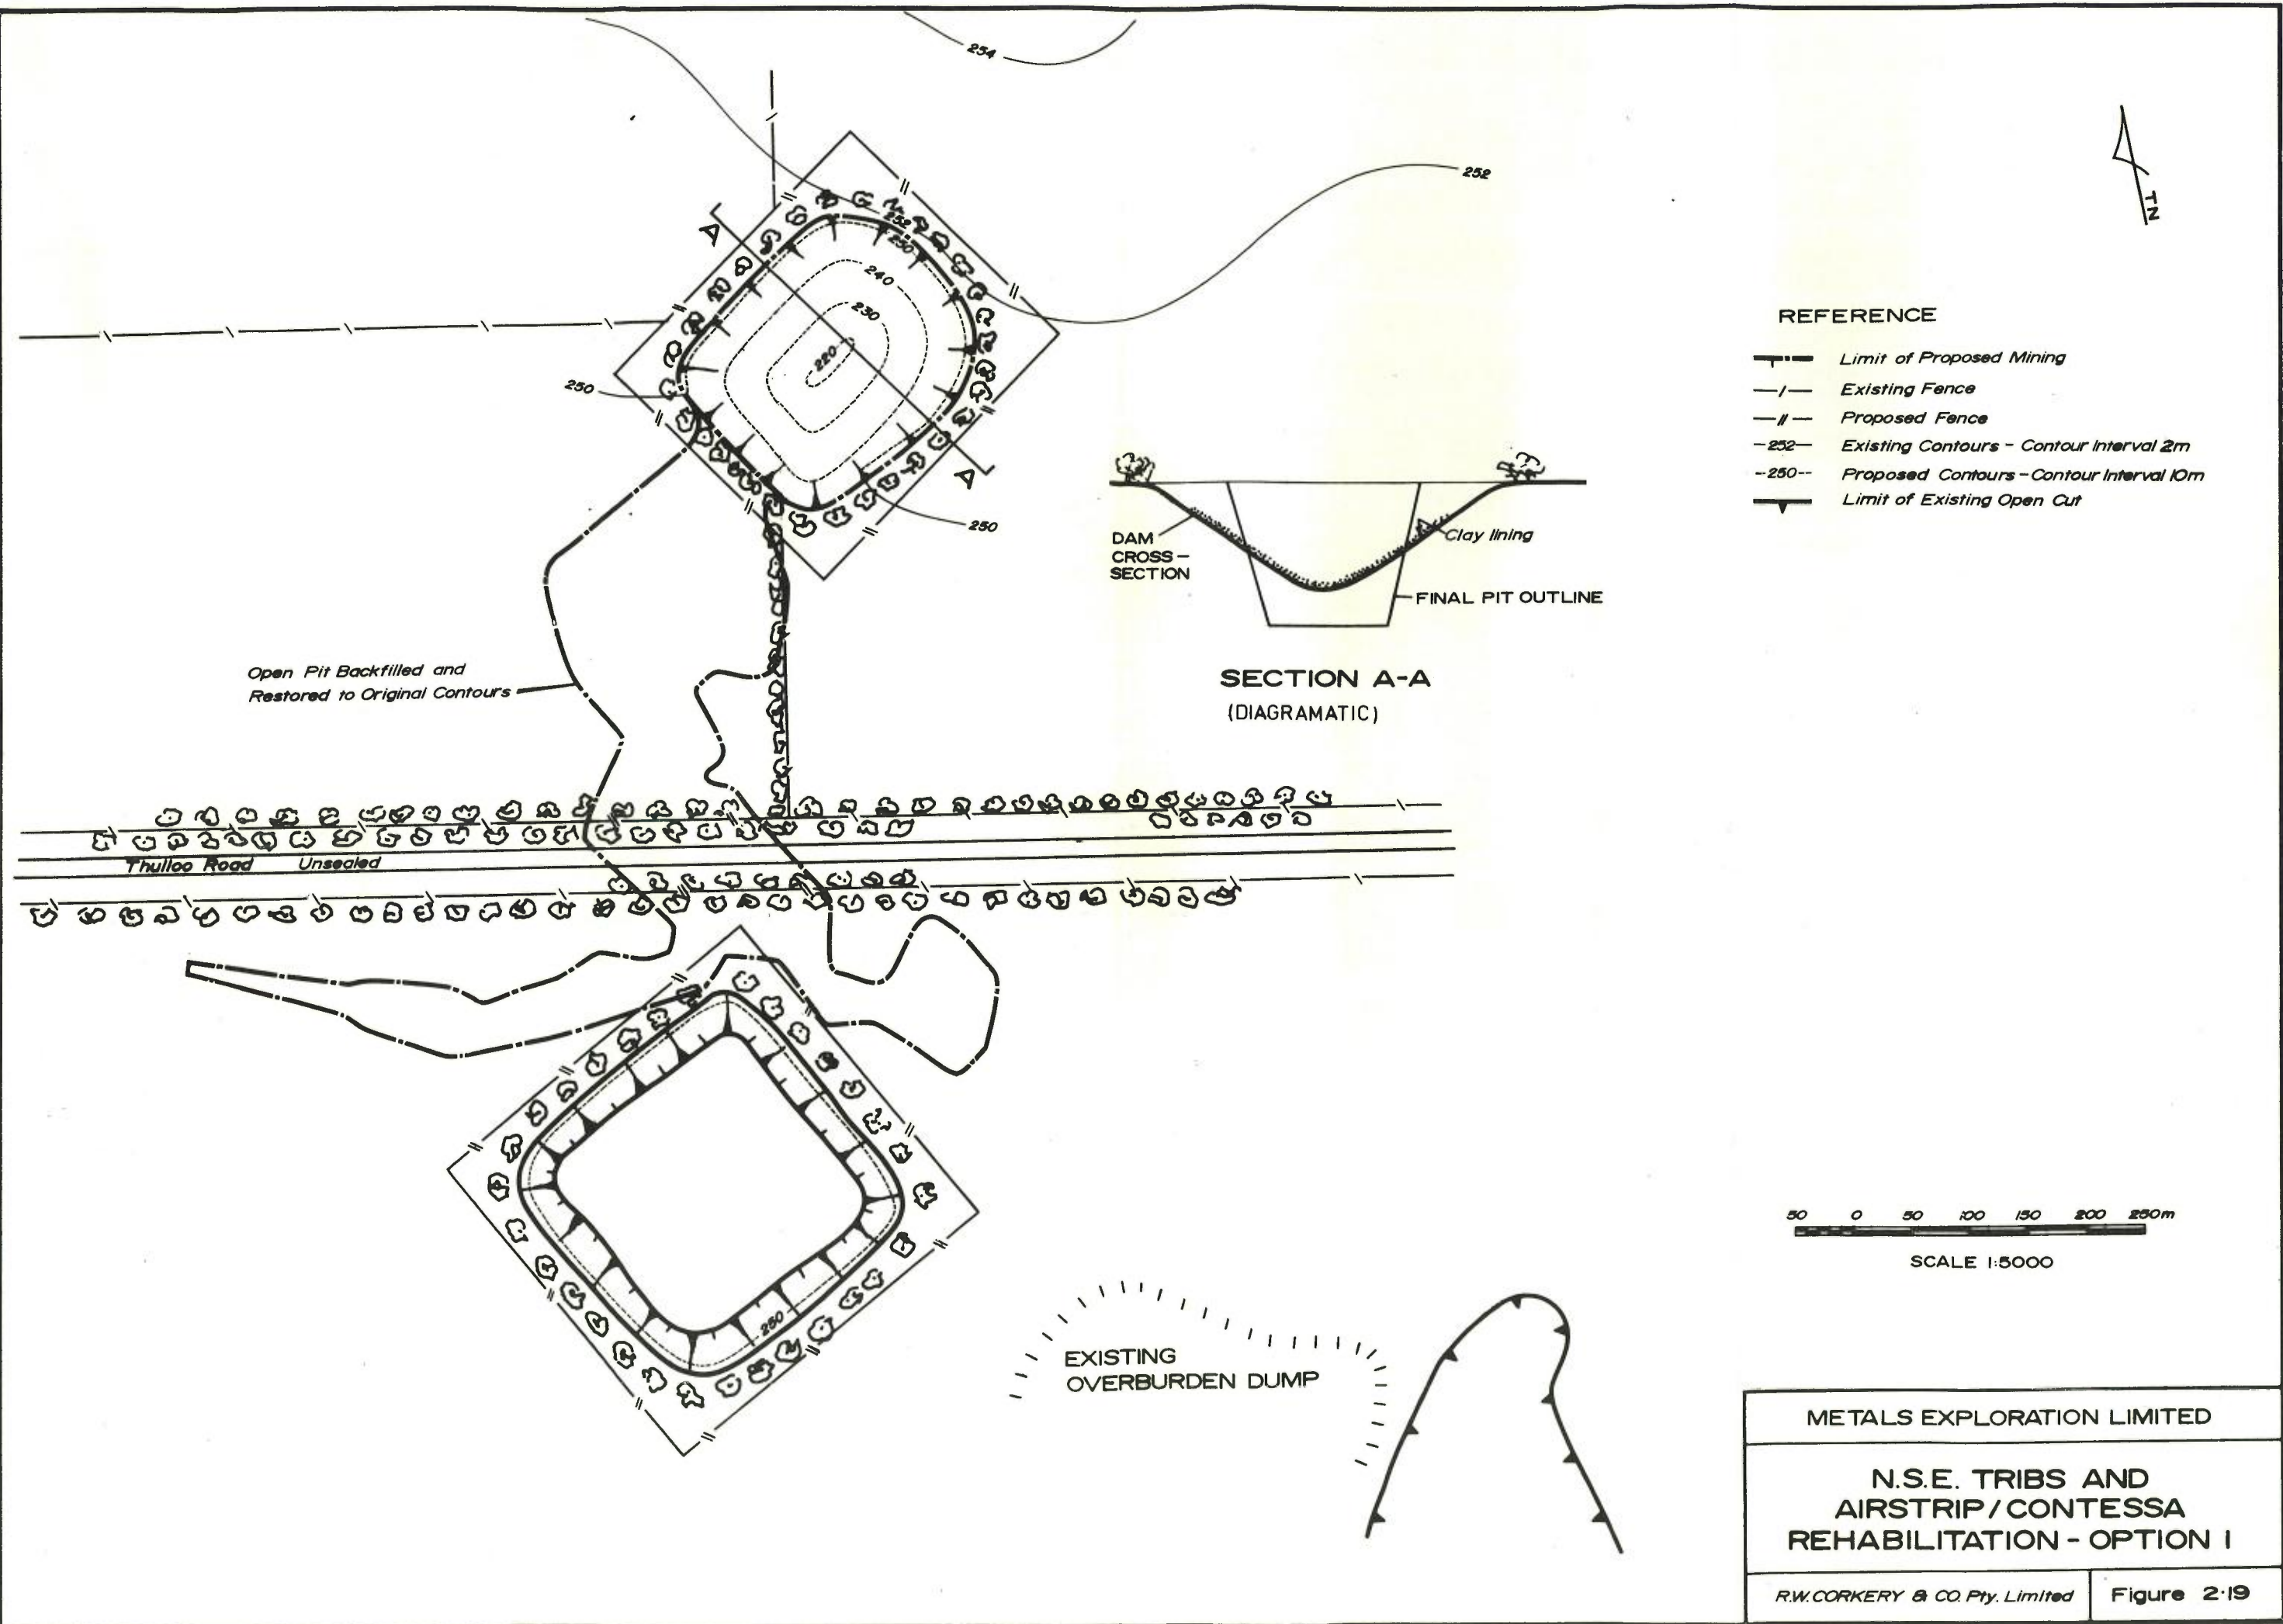 254
252
TN
A
252
250
240
230
220
250
A
250
REFERENCE
Limit of Proposed Mining
Existing Fence
Proposed Fence
-252- Existing Contours - Contour Interval 2m
--250-- Proposed Contours - Contour Interval 10m
Limit of Existing Open Cut
DAM
CROSS-
SECTION
Clay lining
FINAL PIT OUTLINE
SECTION A-A
(DIAGRAMATIC)
Open Pit Backfilled and
Restored to Original Contours
Thulloo Road Unsealed
250
50 0 50 100 150 200 250m
SCALE 1:5000
EXISTING
OVERBURDEN DUMP
METALS EXPLORATION LIMITED
N.S.E. TRIBS AND
AIRSTRIP/CONTESSA
REHABILITATION - OPTION 1
R.W. CORKERY & CO. Pty. Limited
Figure 2·19